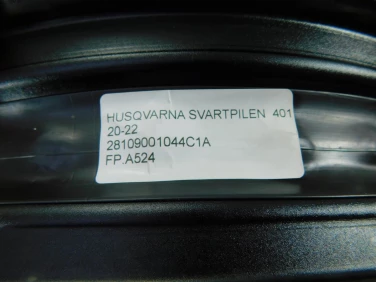 HUSQVARNA SVARTPILEN 401
20-22
28109001044C1A
FP.A524